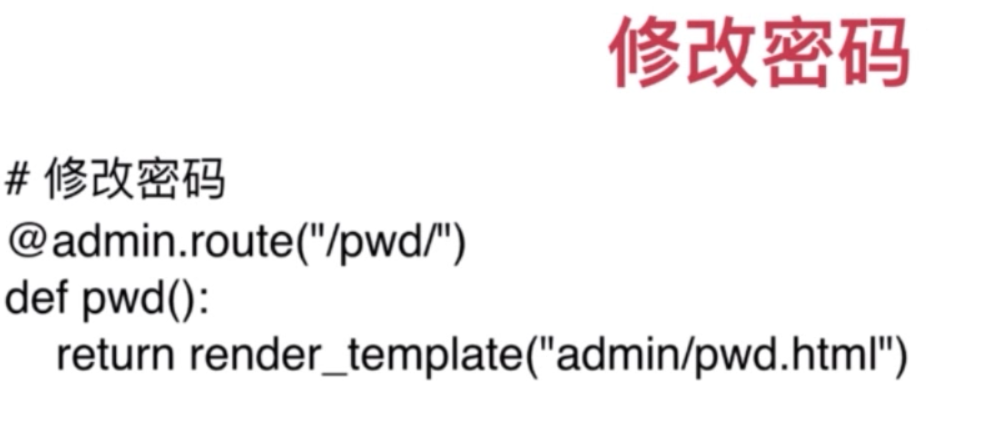 修改密码
# 修改密码
@admin.route("/pwd/")
def pwd():
    return render_template("admin/pwd.html")